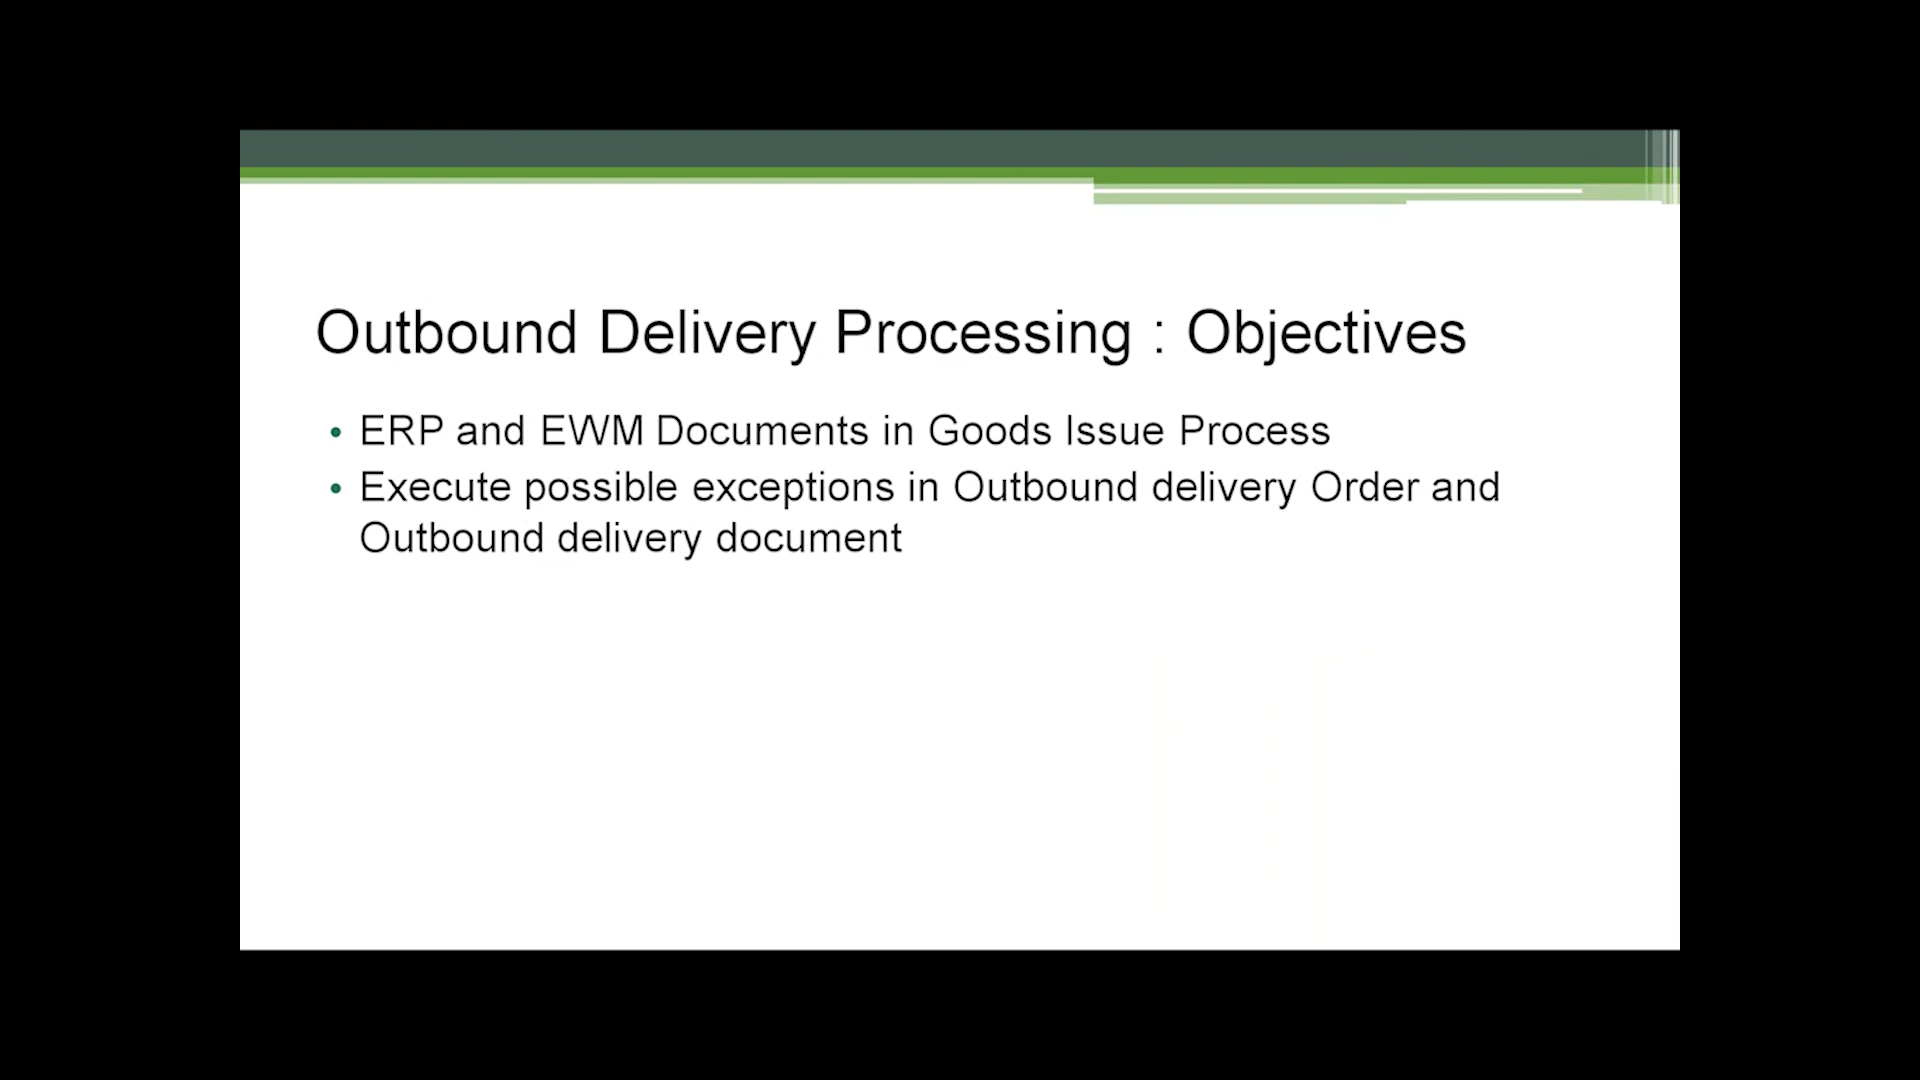 Outbound Delivery Processing : Objectives
• ERP and EWM Documents in Goods Issue Process
• Execute possible exceptions in Outbound delivery Order and
Outbound delivery document